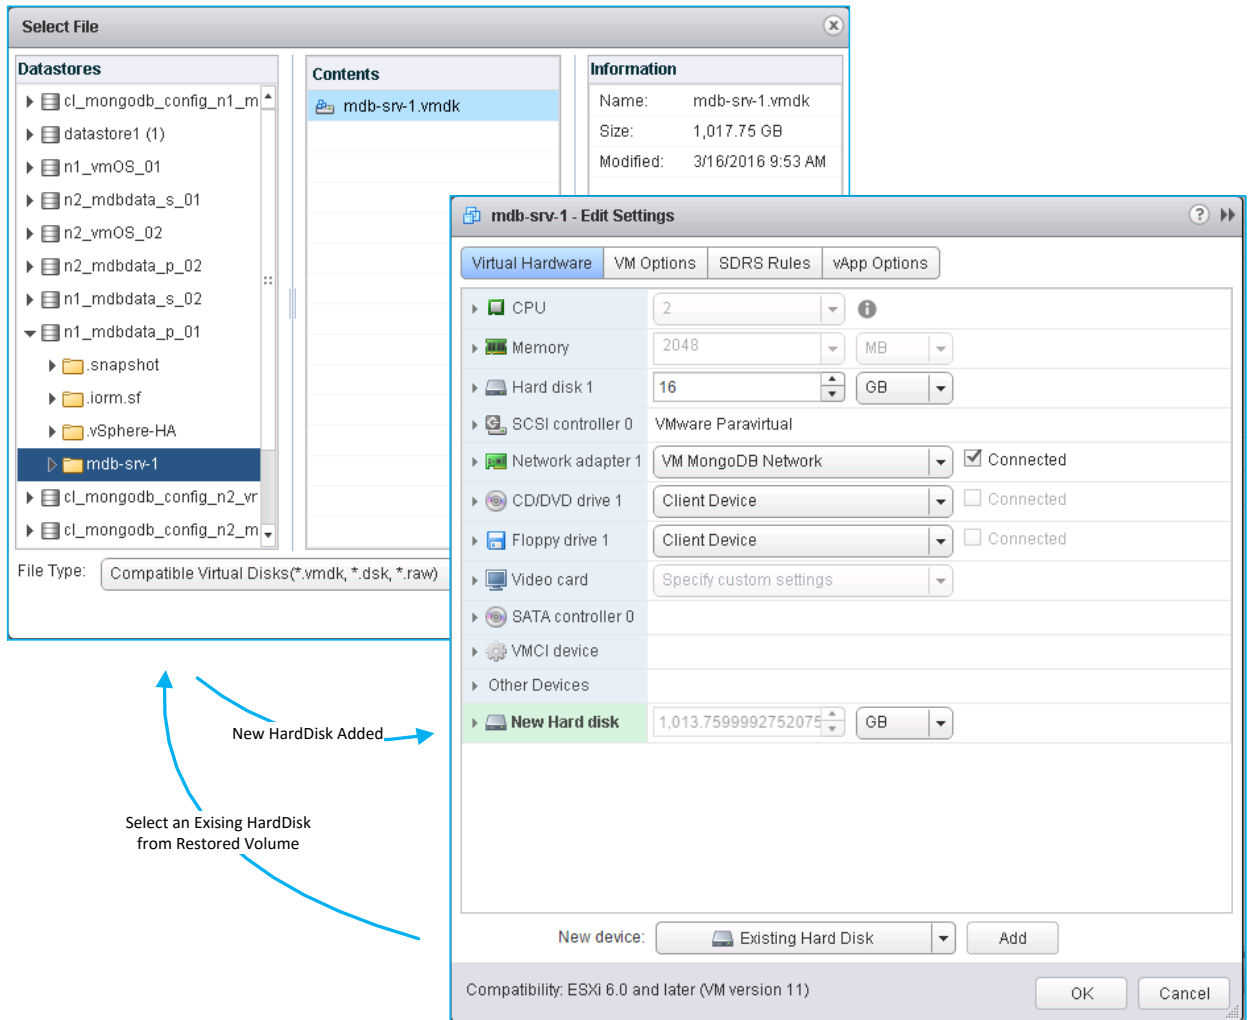 Select File
Datastores
cl_mongodb_config_n1_m
datastore1 (1)
n1_vmOS_01
n2_mdbdata_s_01
n2_vmOS_02
n2_mdbdata_p_02
n1_mdbdata_s_02
n1_mdbdata_p_01
.snapshot
.iorm.sf
.vSphere-HA
mdb-srv-1
cl_mongodb_config_n2_vr
cl_mongodb_config_n2_m
Contents
mdb-srv-1.vmdk
Information
Name: mdb-srv-1.vmdk
Size: 1,017.75 GB
Modified: 3/16/2016 9:53 AM
File Type: Compatible Virtual Disks(*.vmdk, *.dsk, *.raw)
mdb-srv-1 - Edit Settings
Virtual Hardware VM Options SDRS Rules vApp Options
CPU 2
Memory 2048 MB
Hard disk 1 16 GB
SCSI controller 0 VMware Paravirtual
Network adapter 1 VM MongoDB Network Connected
CD/DVD drive 1 Client Device Connected
Floppy drive 1 Client Device Connected
Video card Specify custom settings
SATA controller 0
VMCI device
Other Devices
New Hard disk 1,013.7599992752075 GB
New device: Existing Hard Disk Add
Compatibility: ESXi 6.0 and later (VM version 11) OK Cancel
New HardDisk Added
Select an Exising HardDisk
from Restored Volume